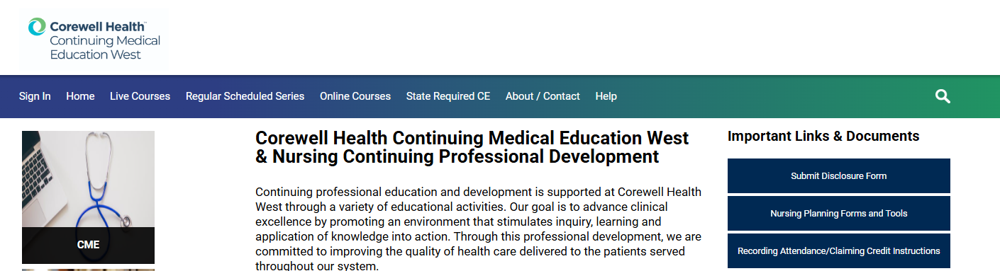 Corewell Health™
Continuing Medical
Education West
Sign In Home Live Courses Regular Scheduled Series Online Courses State Required CE About / Contact Help
CME
Corewell Health Continuing Medical Education West
& Nursing Continuing Professional Development
Continuing professional education and development is supported at Corewell Health
West through a variety of educational activities. Our goal is to advance clinical
excellence by promoting an environment that stimulates inquiry, learning and
application of knowledge into action. Through this professional development, we are
committed to improving the quality of health care delivered to the patients served
throughout our system.
Important Links & Documents
Submit Disclosure Form
Nursing Planning Forms and Tools
Recording Attendance/Claiming Credit Instructions